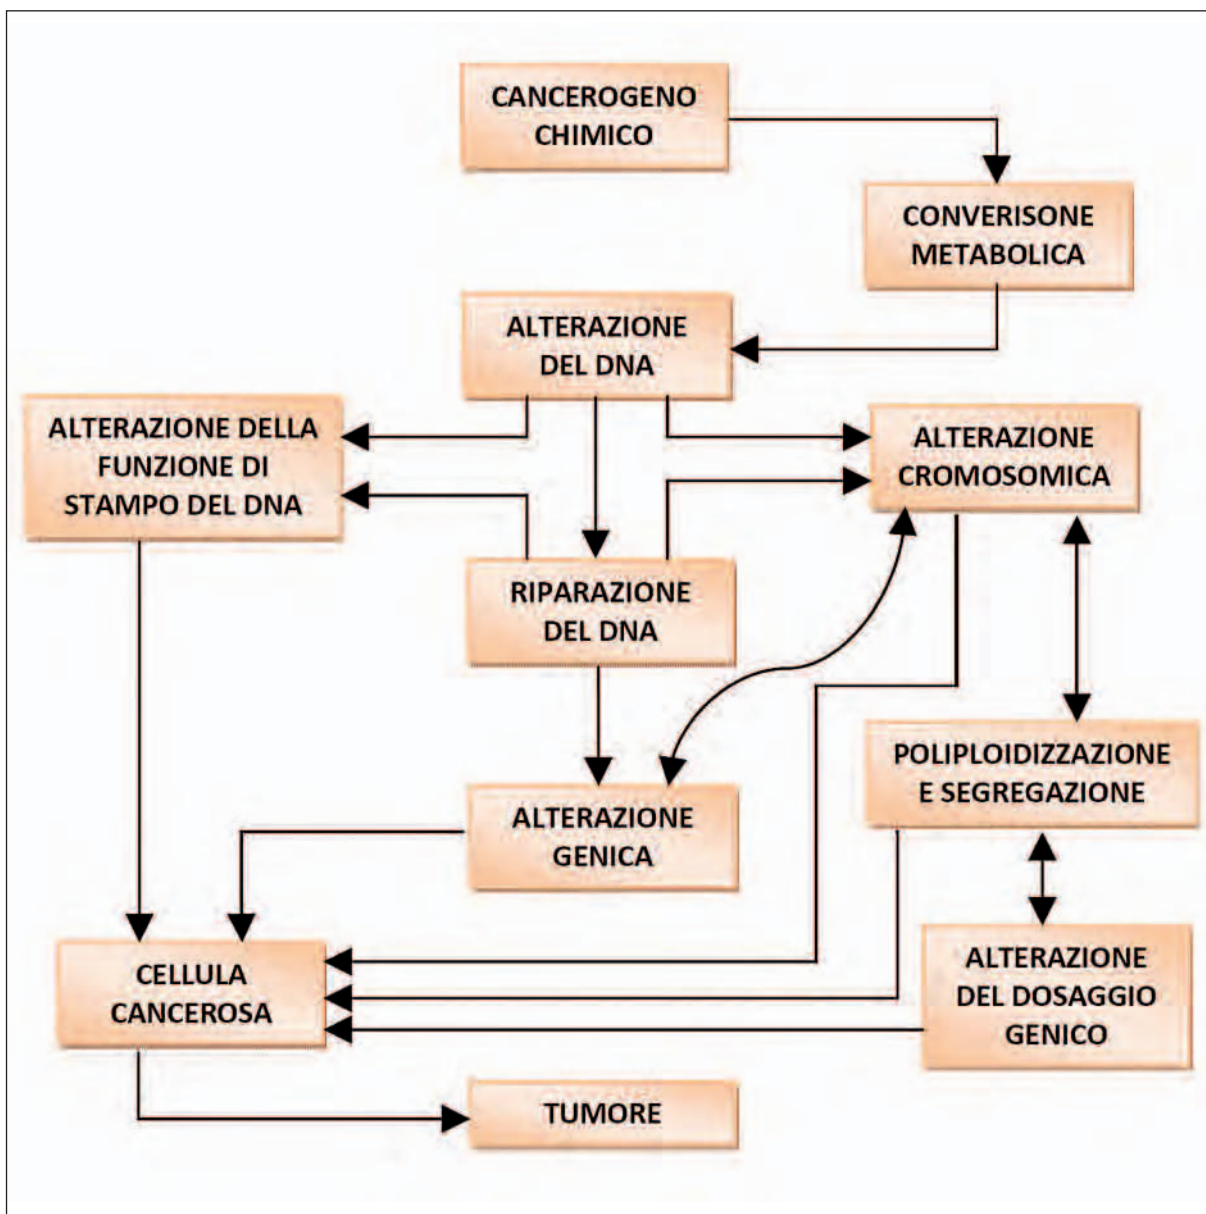 CANCEROGENO
CHIMICO
CONVERISONE
METABOLICA
ALTERAZIONE
DEL DNA
ALTERAZIONE DELLA
FUNZIONE DI
STAMPO DEL DNA
ALTERAZIONE
CROMOSOMICA
RIPARAZIONE
DEL DNA
POLIPLOIDIZZAZIONE
E SEGREGAZIONE
ALTERAZIONE
GENICA
CELLULA
CANCEROSA
ALTERAZIONE
DEL DOSAGGIO
GENICO
TUMORE